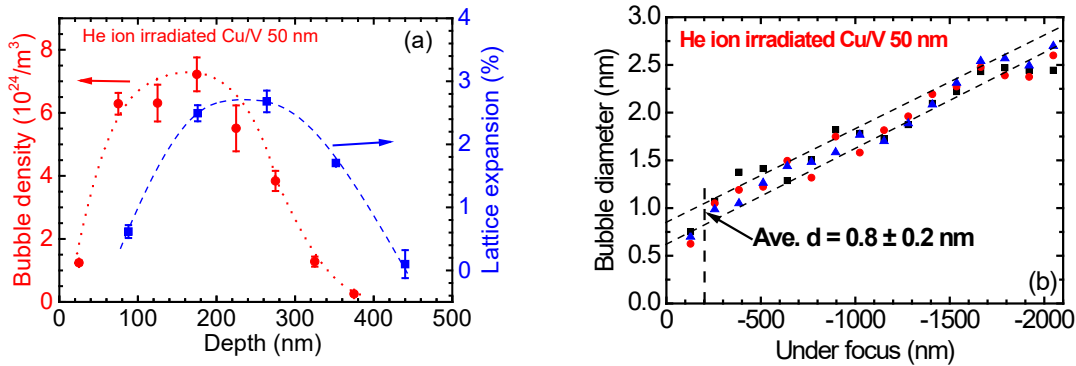 He ion irradiated Cu/V 50 nm
(a)
Bubble density (10²⁴/m³)
8
6
4
2
0
4
3
2
1
0
Lattice expansion (%)
0 100 200 300 400 500
Depth (nm)
He ion irradiated Cu/V 50 nm
Bubble diameter (nm)
3.0
2.5
2.0
1.5
1.0
0.5
0.0
Ave. d = 0.8 ± 0.2 nm
(b)
0 -500 -1000 -1500 -2000
Under focus (nm)